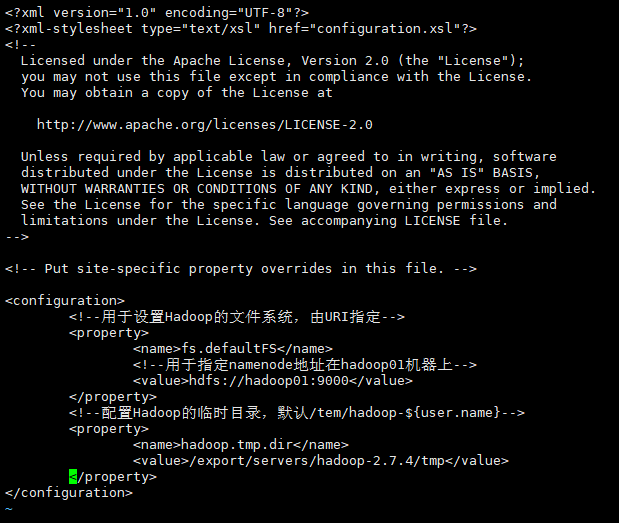 <?xml version="1.0" encoding="UTF-8"?>
<?xml-stylesheet type="text/xsl" href="configuration.xsl"?>
<!--
  Licensed under the Apache License, Version 2.0 (the "License");
  you may not use this file except in compliance with the License.
  You may obtain a copy of the License at

    http://www.apache.org/licenses/LICENSE-2.0

  Unless required by applicable law or agreed to in writing, software
  distributed under the License is distributed on an "AS IS" BASIS,
  WITHOUT WARRANTIES OR CONDITIONS OF ANY KIND, either express or implied.
  See the License for the specific language governing permissions and
  limitations under the License. See accompanying LICENSE file.
-->

<!-- Put site-specific property overrides in this file. -->

<configuration>
        <!--用于设置Hadoop的文件系统，由URI指定-->
        <property>
                <name>fs.defaultFS</name>
                <!--用于指定namenode地址在hadoop01机器上-->
                <value>hdfs://hadoop01:9000</value>
        </property>
        <!--配置Hadoop的临时目录，默认/tem/hadoop-${user.name}-->
        <property>
                <name>hadoop.tmp.dir</name>
                <value>/export/servers/hadoop-2.7.4/tmp</value>
        </property>
</configuration>
~